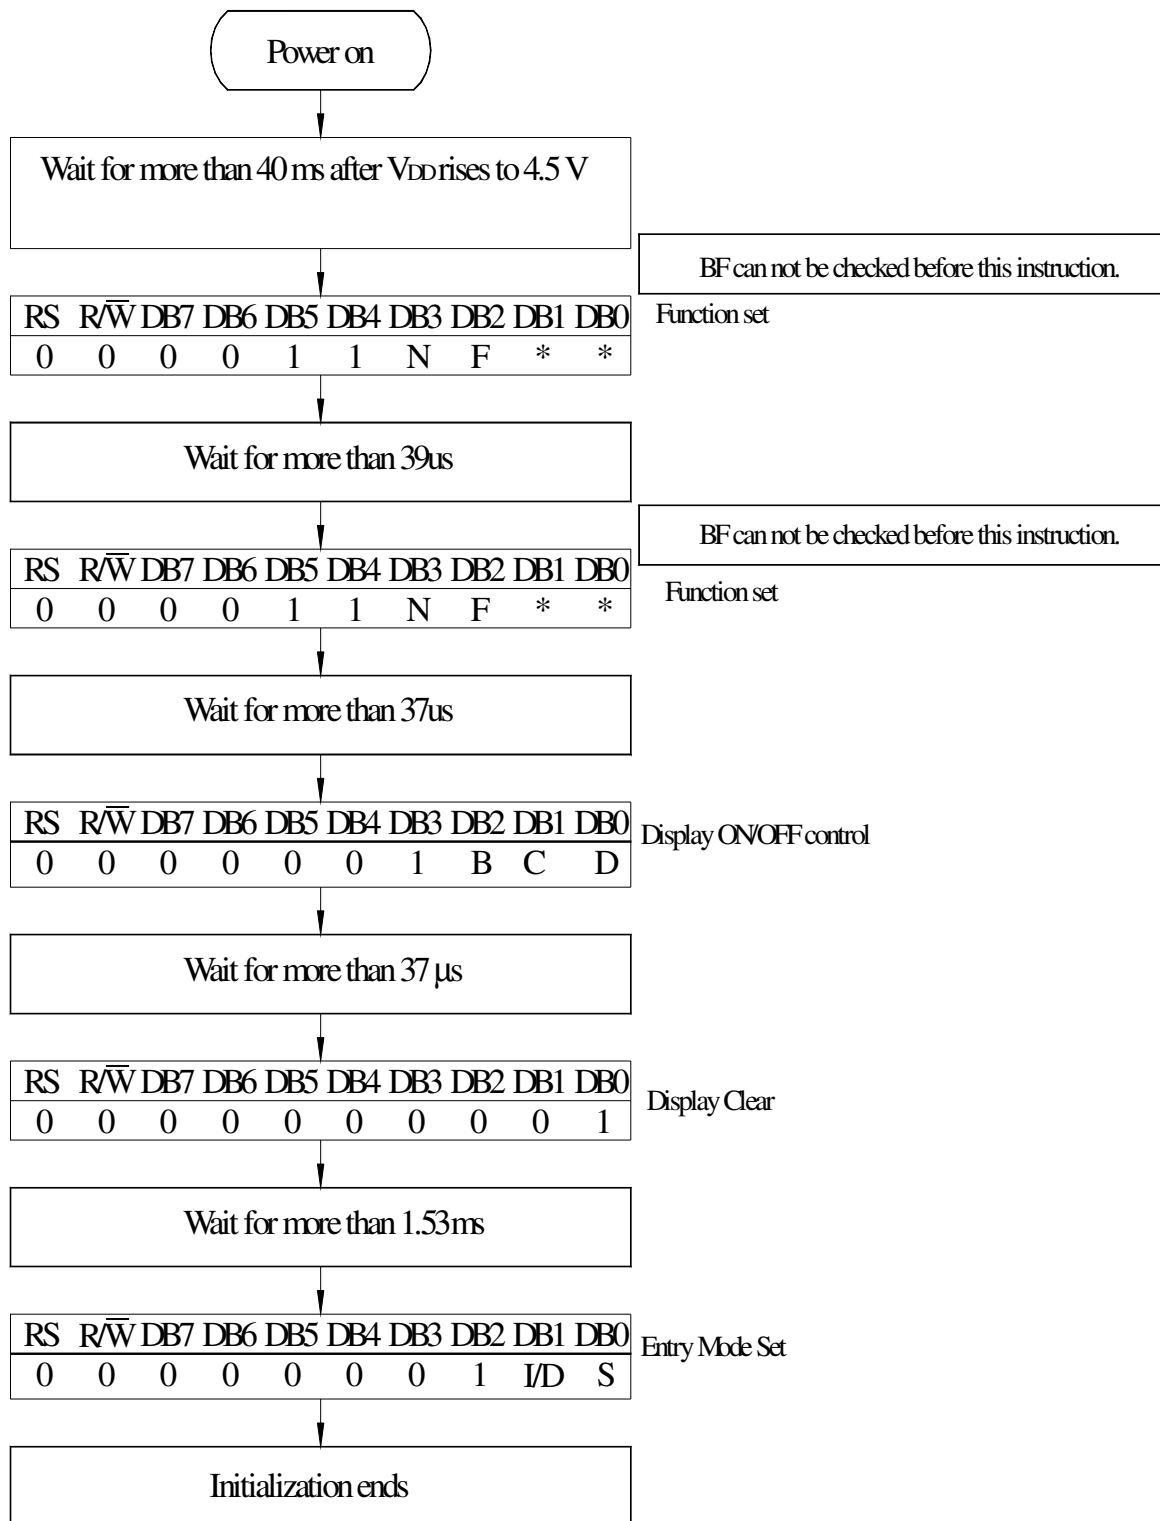 Power on
Wait for more than 40 ms after VDD rises to 4.5 V
BF can not be checked before this instruction.
RS R/W̅ DB7 DB6 DB5 DB4 DB3 DB2 DB1 DB0
Function set
0 0 0 0 1 1 N F * *
Wait for more than 39us
BF can not be checked before this instruction.
RS R/W̅ DB7 DB6 DB5 DB4 DB3 DB2 DB1 DB0
Function set
0 0 0 0 1 1 N F * *
Wait for more than 37us
RS R/W̅ DB7 DB6 DB5 DB4 DB3 DB2 DB1 DB0
Display ON/OFF control
0 0 0 0 0 0 1 B C D
Wait for more than 37 μs
RS R/W̅ DB7 DB6 DB5 DB4 DB3 DB2 DB1 DB0
Display Clear
0 0 0 0 0 0 0 0 0 1
Wait for more than 1.53ms
RS R/W̅ DB7 DB6 DB5 DB4 DB3 DB2 DB1 DB0
Entry Mode Set
0 0 0 0 0 0 0 1 I/D S
Initialization ends